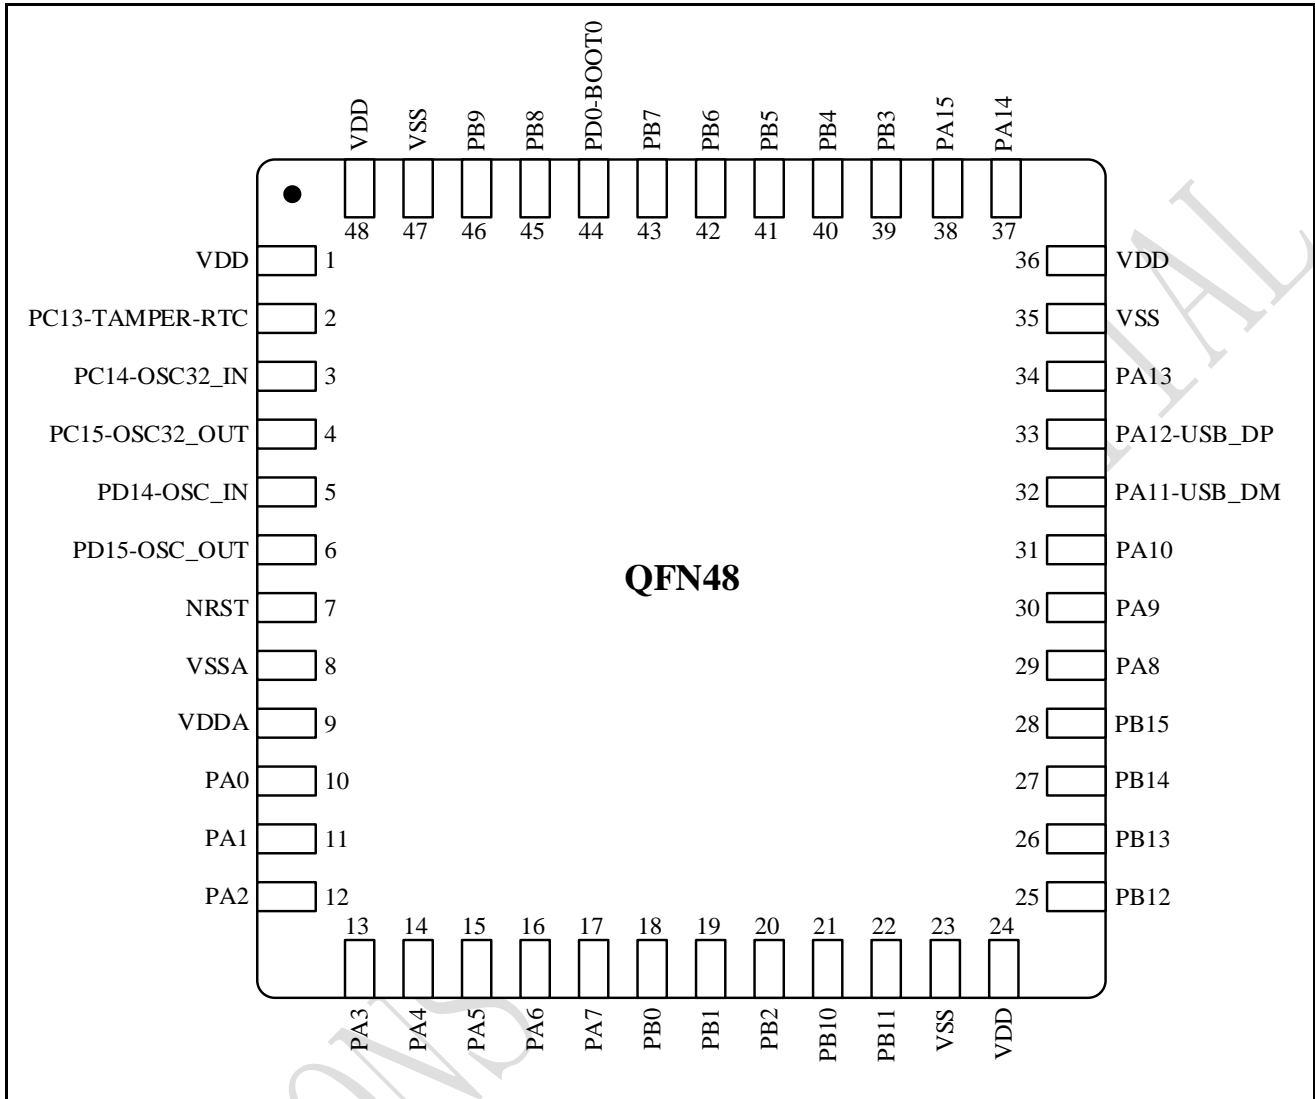 VDD
VSS
PB9
PB8
PD0-BOOT0
PB7
PB6
PB5
PB4
PB3
PA15
PA14
48 47 46 45 44 43 42 41 40 39 38 37
VDD 1
PC13-TAMPER-RTC 2
PC14-OSC32_IN 3
PC15-OSC32_OUT 4
PD14-OSC_IN 5
PD15-OSC_OUT 6
NRST 7
VSSA 8
VDDA 9
PA0 10
PA1 11
PA2 12
QFN48
36 VDD
35 VSS
34 PA13
33 PA12-USB_DP
32 PA11-USB_DM
31 PA10
30 PA9
29 PA8
28 PB15
27 PB14
26 PB13
25 PB12
13 14 15 16 17 18 19 20 21 22 23 24
PA3
PA4
PA5
PA6
PA7
PB0
PB1
PB2
PB10
PB11
VSS
VDD